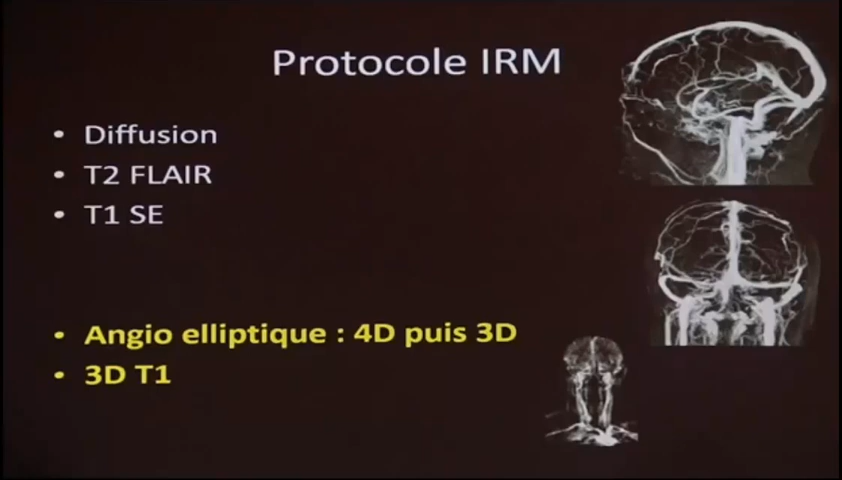 Protocole IRM
• Diffusion
• T2 FLAIR
• T1 SE
• Angio elliptique : 4D puis 3D
• 3D T1